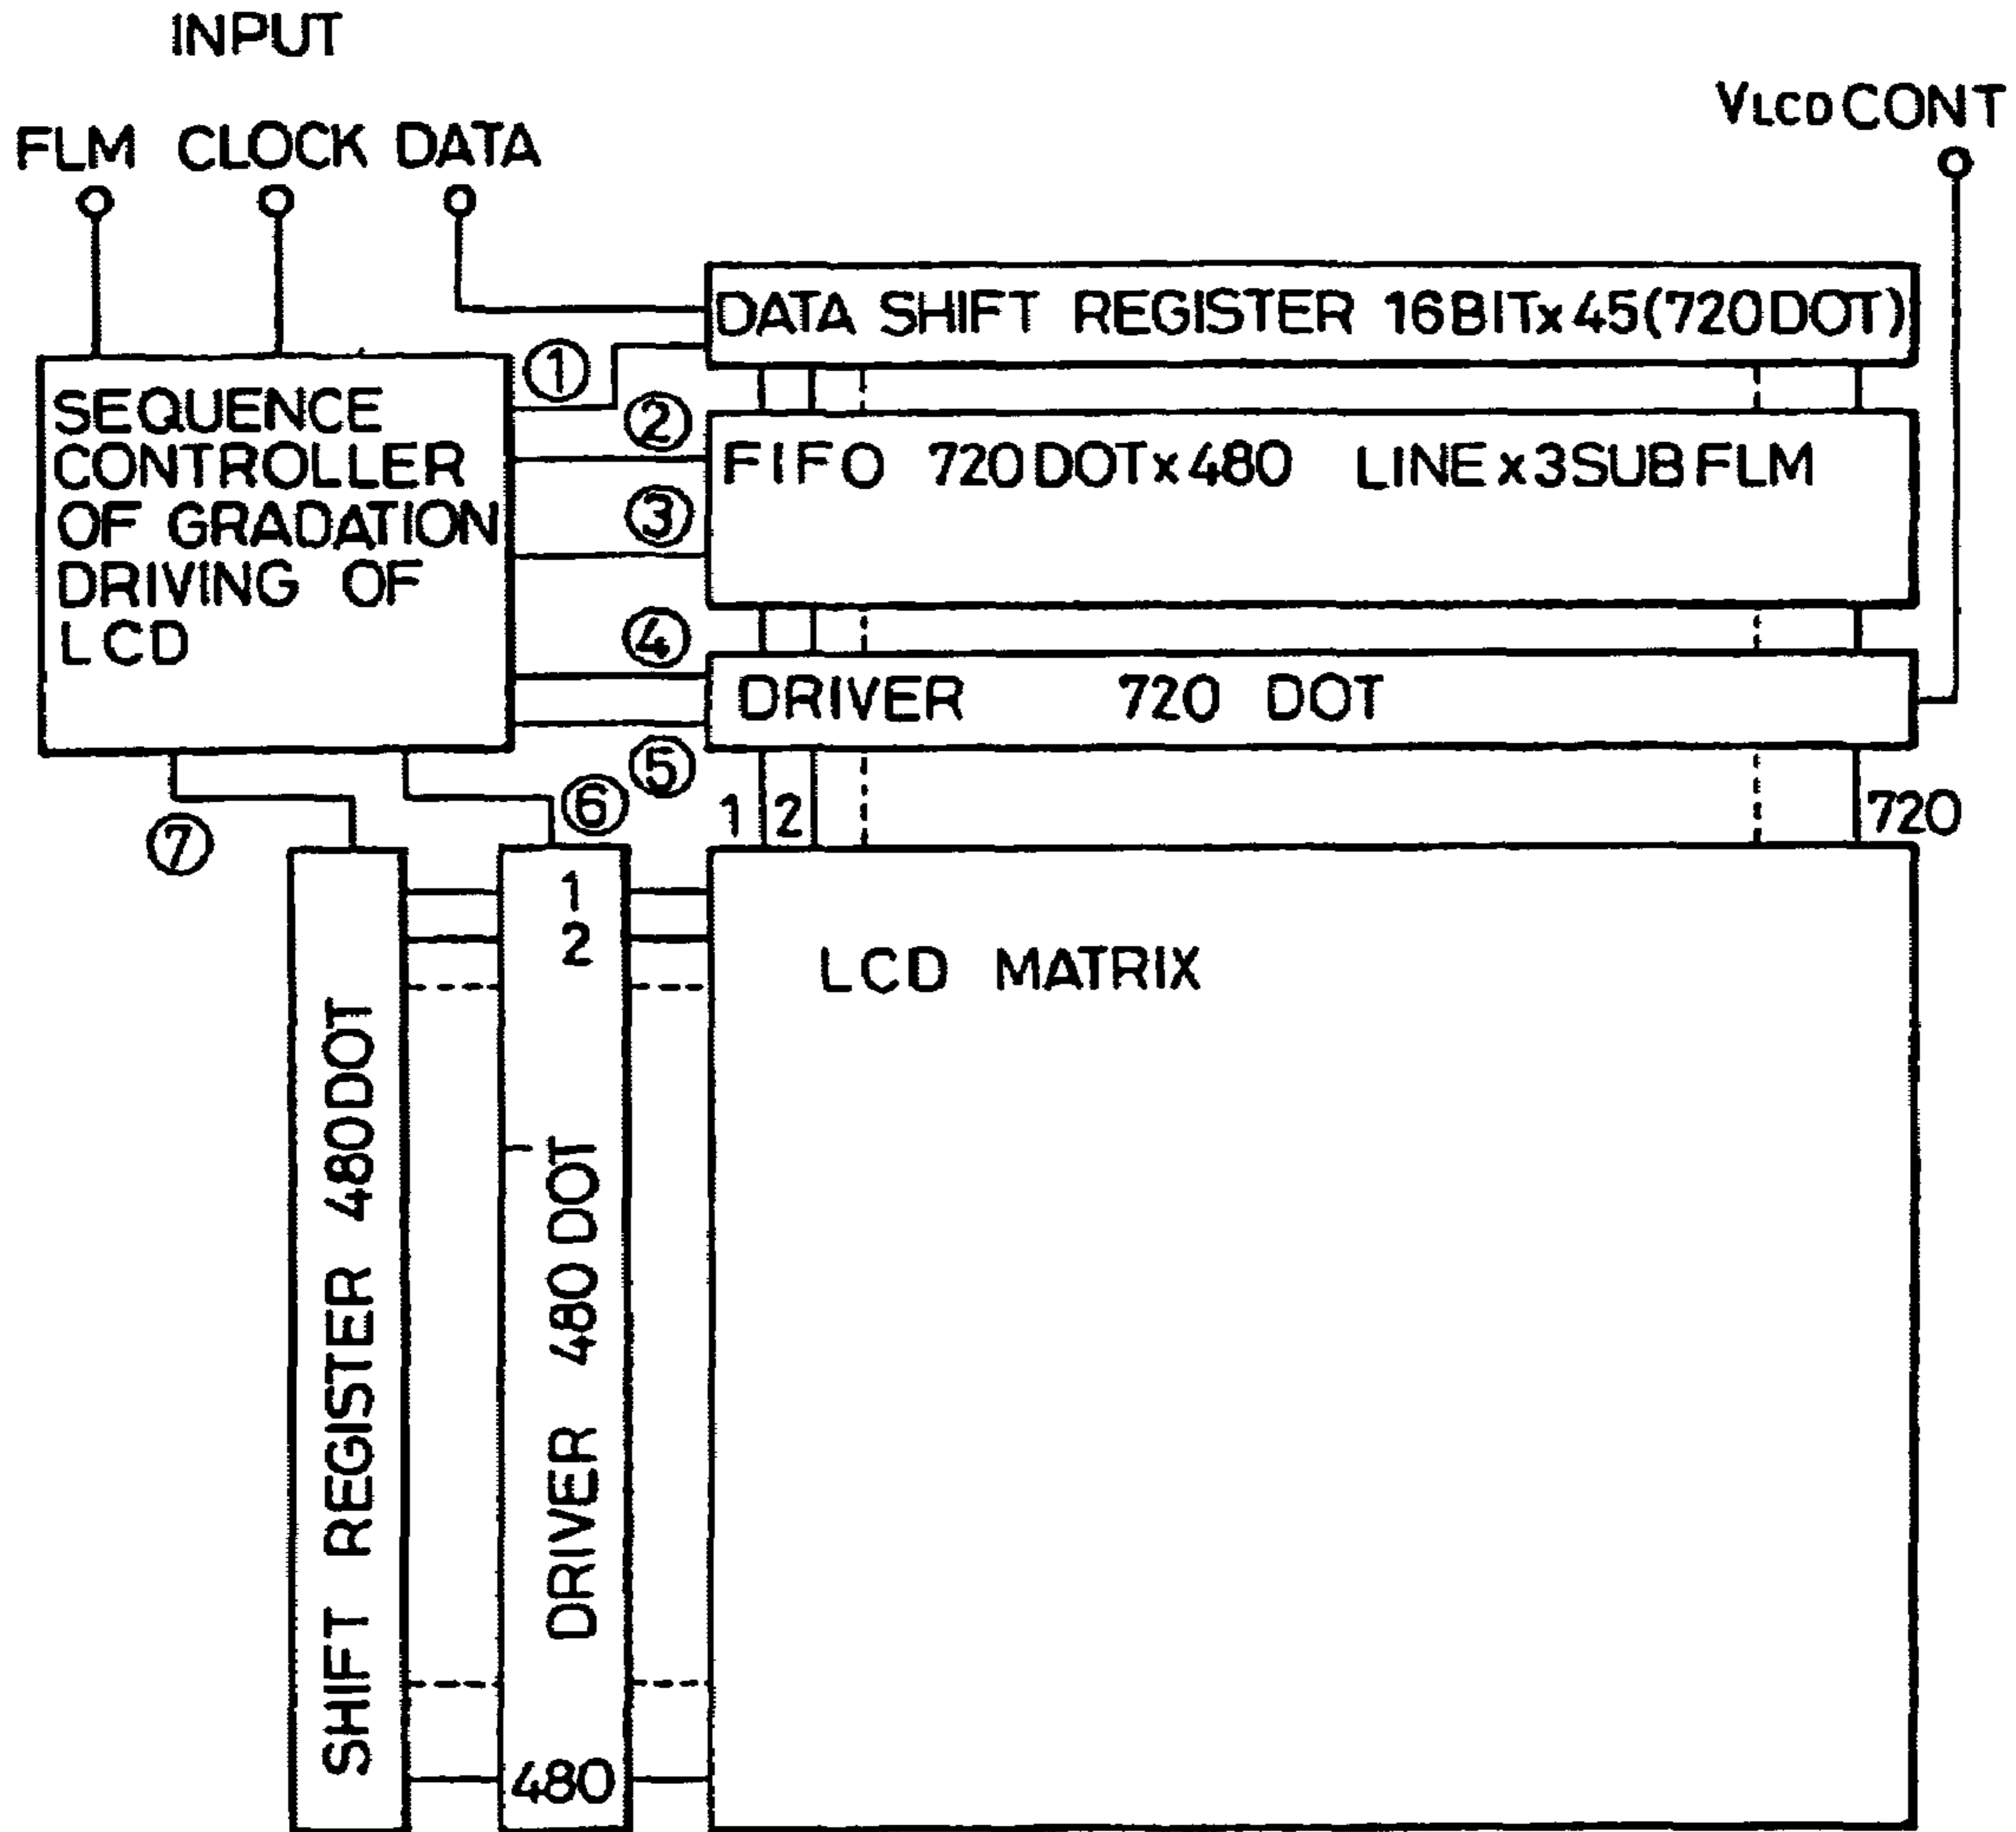 INPUT
FLM CLOCK DATA
VLCD CONT
DATA SHIFT REGISTER 16BITx45(720DOT)
①
SEQUENCE
CONTROLLER
OF GRADATION
DRIVING OF
LCD
②
FIFO 720DOTx480 LINEx3SUBFLM
③
④
DRIVER 720 DOT
⑤
⑥
⑦
1 2 720
1
2
480
SHIFT REGISTER 480DOT
DRIVER 480DOT
LCD MATRIX